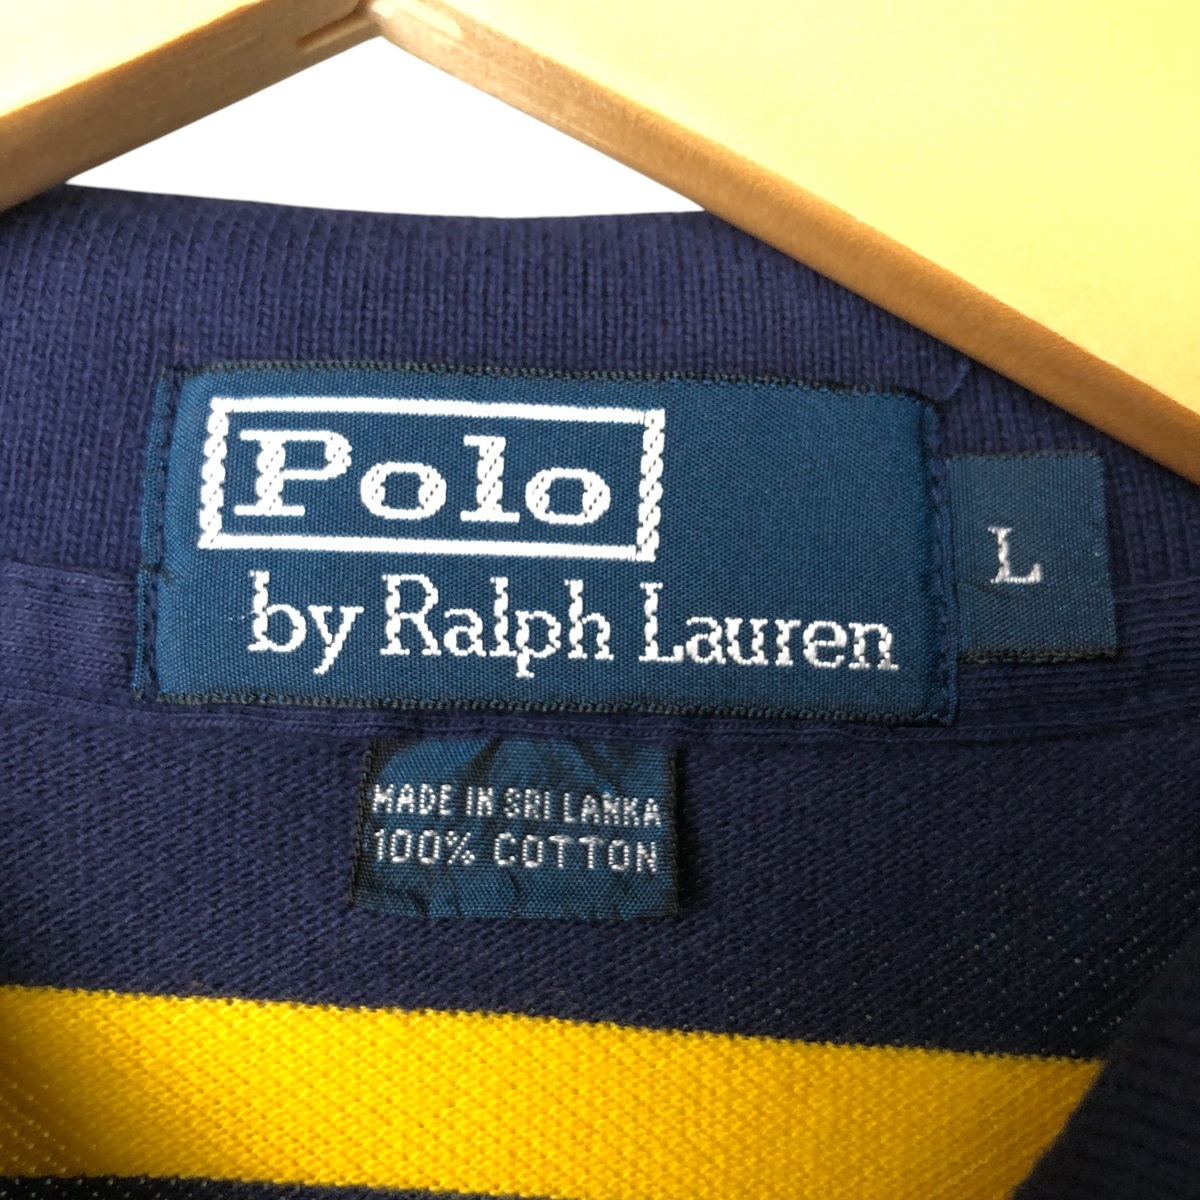 Polo
by Ralph Lauren
L
MADE IN SRI LANKA
100% COTTON